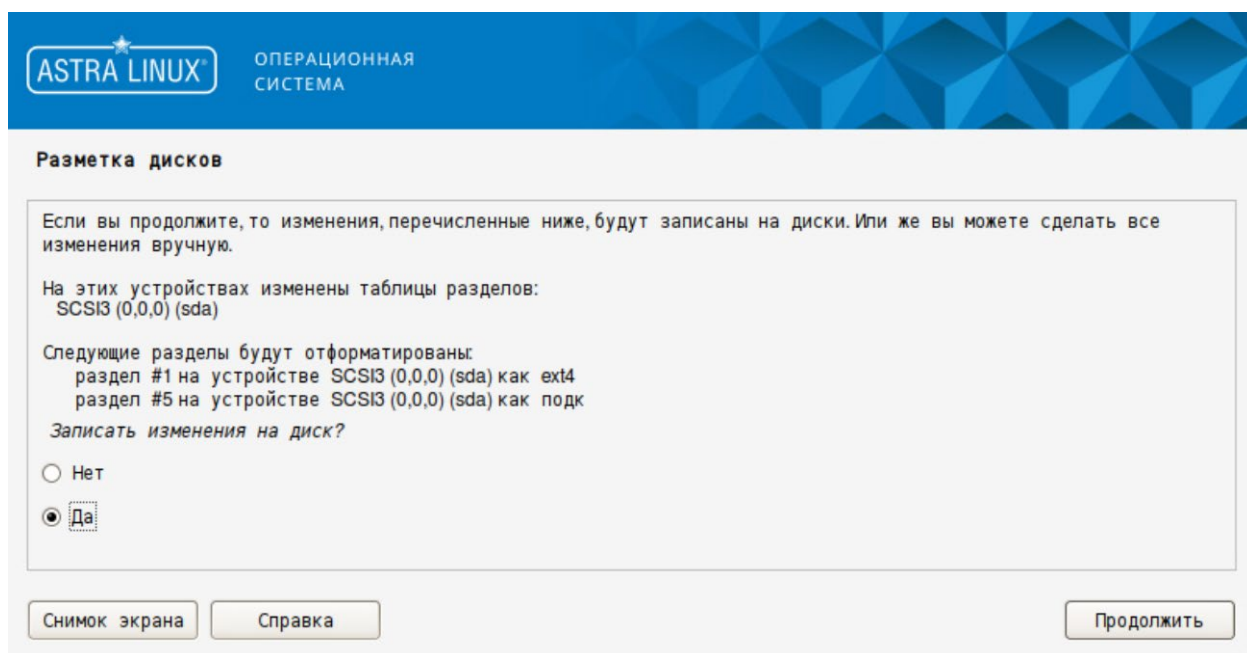 ASTRA LINUX®
ОПЕРАЦИОННАЯ
СИСТЕМА
Разметка дисков
Если вы продолжите, то изменения, перечисленные ниже, будут записаны на диски. Или же вы можете сделать все
изменения вручную.
На этих устройствах изменены таблицы разделов:
SCSI3 (0,0,0) (sda)
Следующие разделы будут отформатированы:
раздел #1 на устройстве SCSI3 (0,0,0) (sda) как ext4
раздел #5 на устройстве SCSI3 (0,0,0) (sda) как подк
Записать изменения на диск?
Нет
Да
Снимок экрана
Справка
Продолжить